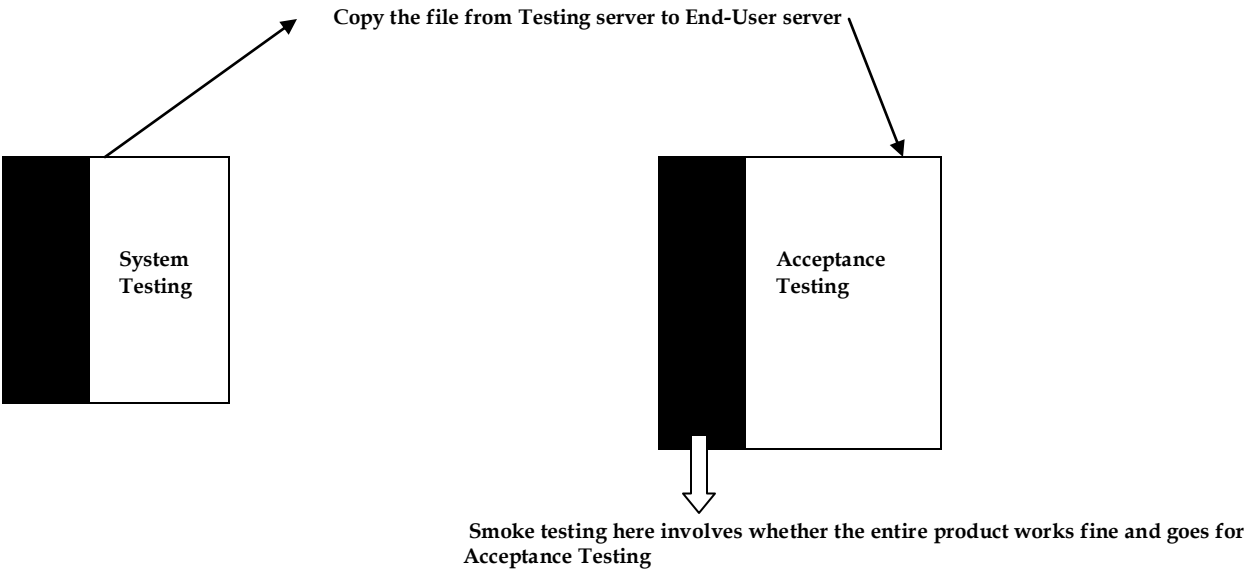 Copy the file from Testing server to End-User server
System
Testing
Acceptance
Testing
Smoke testing here involves whether the entire product works fine and goes for
Acceptance Testing